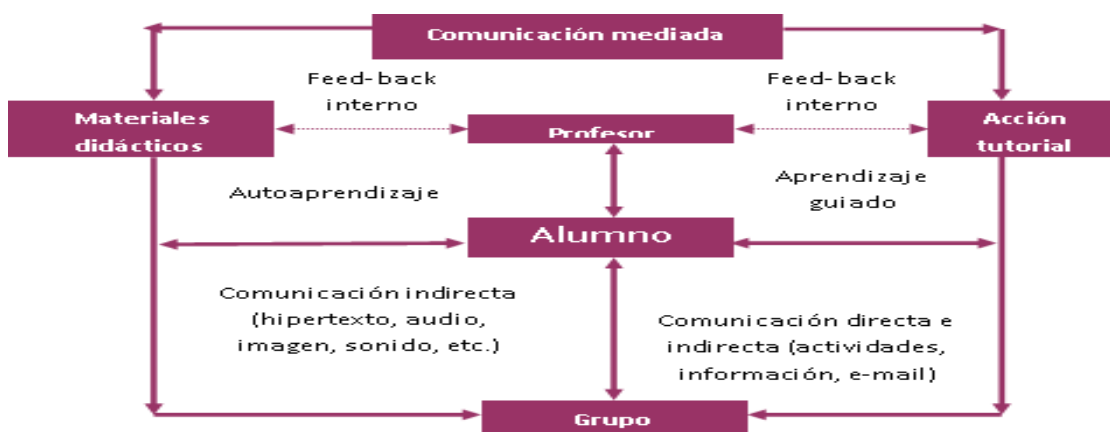 Comunicación mediada
Feed-back
interno
Feed-back
interno
Materiales
didácticos
Profesor
Acción
tutorial
Autoaprendizaje
Aprendizaje
guiado
Alumno
Comunicación indirecta
(hipertexto, audio,
imagen, sonido, etc.)
Comunicación directa e
indirecta (actividades,
información, e-mail)
Grupo